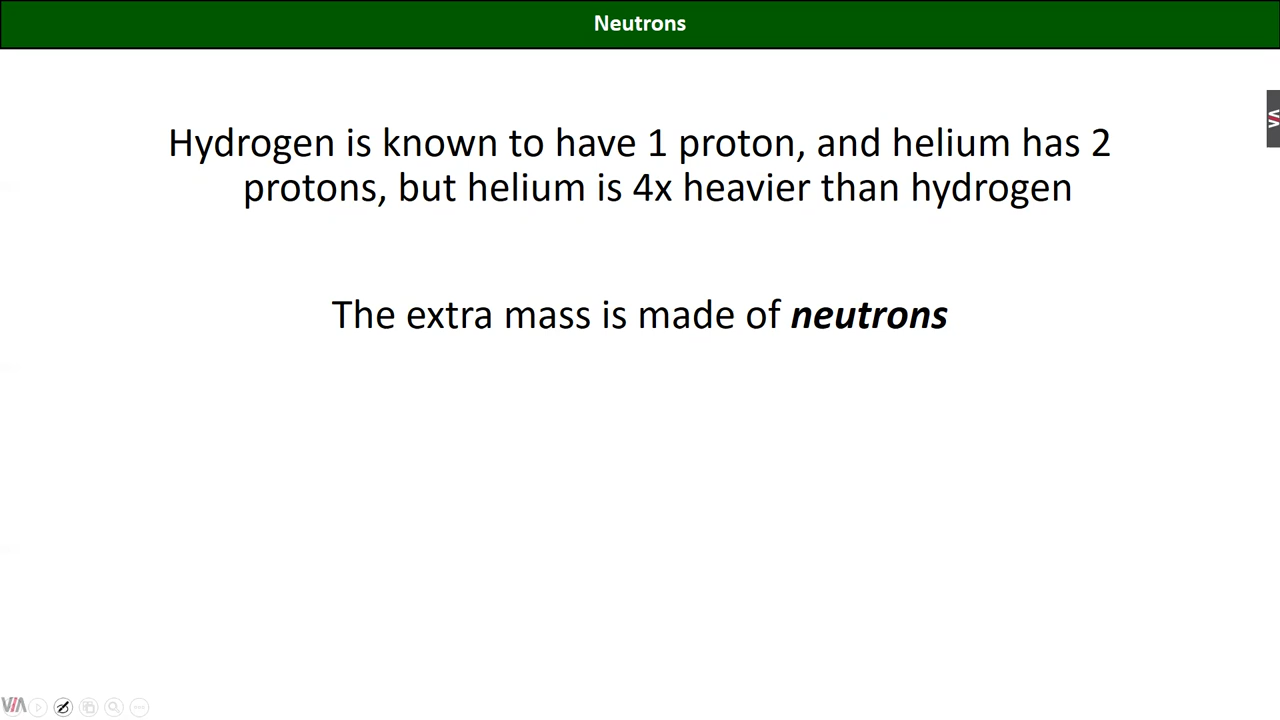 Neutrons
Hydrogen is known to have 1 proton, and helium has 2
protons, but helium is 4x heavier than hydrogen
The extra mass is made of neutrons
VIA